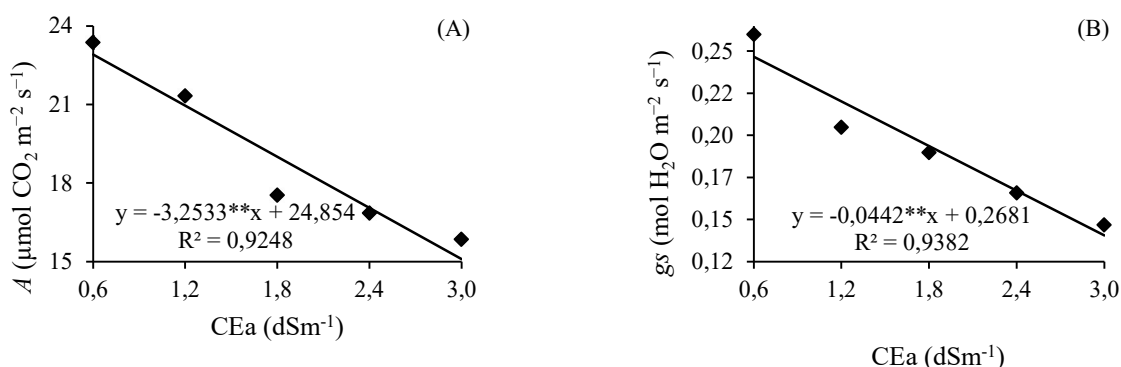 (A)
A (µmol CO₂ m⁻² s⁻¹)
24
21
18
15
y = -3,2533**x + 24,854
R² = 0,9248
0,6 1,2 1,8 2,4 3,0
CEa (dSm⁻¹)
(B)
gs (mol H₂O m⁻² s⁻¹)
0,25
0,22
0,20
0,17
0,15
0,12
y = -0,0442**x + 0,2681
R² = 0,9382
0,6 1,2 1,8 2,4 3,0
CEa (dSm⁻¹)